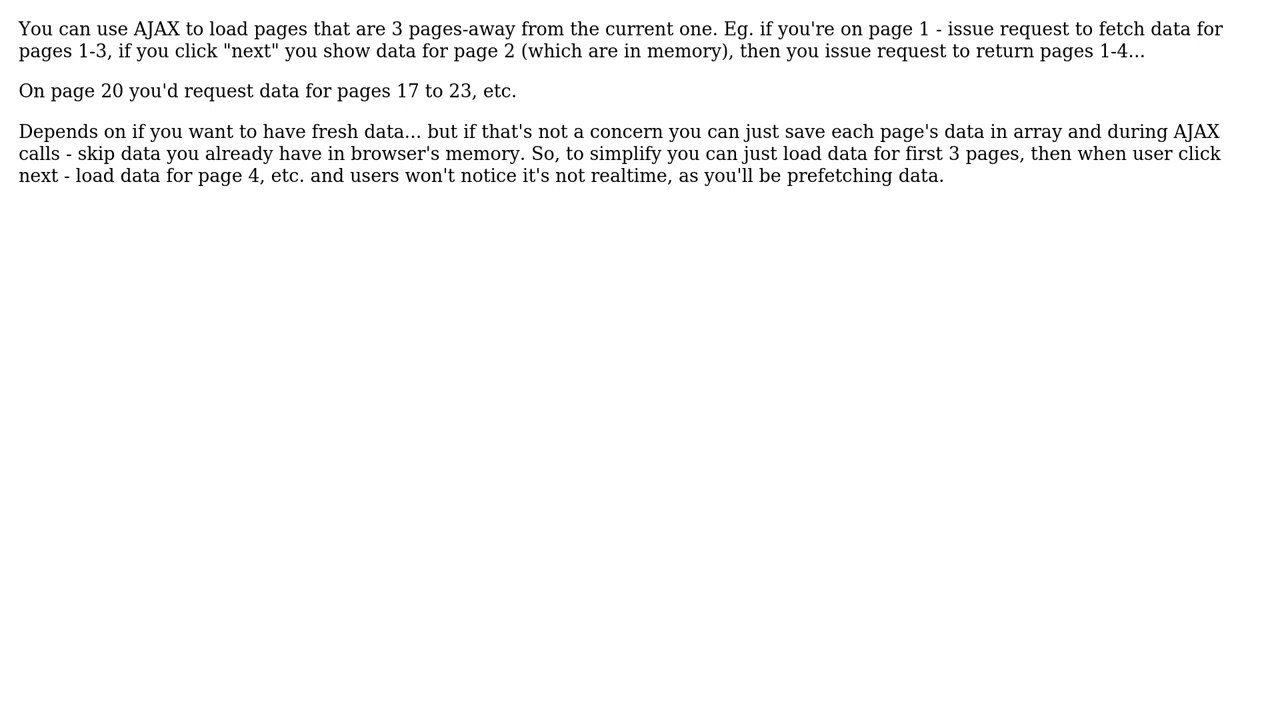 You can use AJAX to load pages that are 3 pages-away from the current one. Eg. if you're on page 1 - issue request to fetch data for
pages 1-3, if you click "next" you show data for page 2 (which are in memory), then you issue request to return pages 1-4...
On page 20 you'd request data for pages 17 to 23, etc.
Depends on if you want to have fresh data... but if that's not a concern you can just save each page's data in array and during AJAX
calls - skip data you already have in browser's memory. So, to simplify you can just load data for first 3 pages, then when user click
next - load data for page 4, etc. and users won't notice it's not realtime, as you'll be prefetching data.